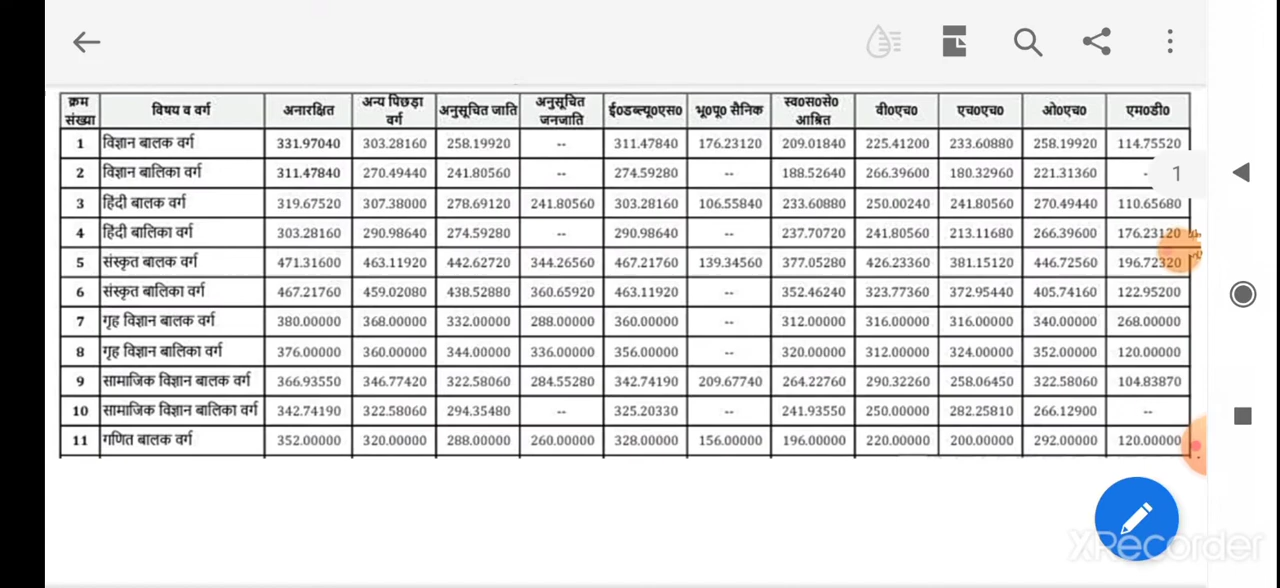 क्रम संख्या विषय व वर्ग अनारक्षित अन्य पिछड़ा वर्ग अनुसूचित जाति अनुसूचित जनजाति ई०डब्ल्यू०एस० भू०पू० सैनिक स्व०स०से० आश्रित वी०एच० एच०एच० ओ०एच० एम०डी०
1 विज्ञान बालक वर्ग 331.97040 303.28160 258.19920 -- 311.47840 176.23120 209.01840 225.41200 233.60880 258.19920 114.75520
2 विज्ञान बालिका वर्ग 311.47840 270.49440 241.80560 -- 274.59280 -- 188.52640 266.39600 180.32960 221.31360 - 1
3 हिंदी बालक वर्ग 319.67520 307.38000 278.69120 241.80560 303.28160 106.55840 233.60880 250.00240 241.80560 270.49440 110.65680
4 हिंदी बालिका वर्ग 303.28160 290.98640 274.59280 -- 290.98640 -- 237.70720 241.80560 213.11680 266.39600 176.23120
5 संस्कृत बालक वर्ग 471.31600 463.11920 442.62720 344.26560 467.21760 139.34560 377.05280 426.23360 381.15120 446.72560 196.72320
6 संस्कृत बालिका वर्ग 467.21760 459.02080 438.52880 360.65920 463.11920 -- 352.46240 323.77360 372.95440 405.74160 122.95200
7 गृह विज्ञान बालक वर्ग 380.00000 368.00000 332.00000 288.00000 360.00000 -- 312.00000 316.00000 316.00000 340.00000 268.00000
8 गृह विज्ञान बालिका वर्ग 376.00000 360.00000 344.00000 336.00000 356.00000 -- 320.00000 312.00000 324.00000 352.00000 120.00000
9 सामाजिक विज्ञान बालक वर्ग 366.93550 346.77420 322.58060 284.55280 342.74190 209.67740 264.22760 290.32260 258.06450 322.58060 104.83870
10 सामाजिक विज्ञान बालिका वर्ग 342.74190 322.58060 294.35480 -- 325.20330 -- 241.93550 250.00000 282.25810 266.12900 --
11 गणित बालक वर्ग 352.00000 320.00000 288.00000 260.00000 328.00000 156.00000 196.00000 220.00000 200.00000 292.00000 120.00000
XRecorder